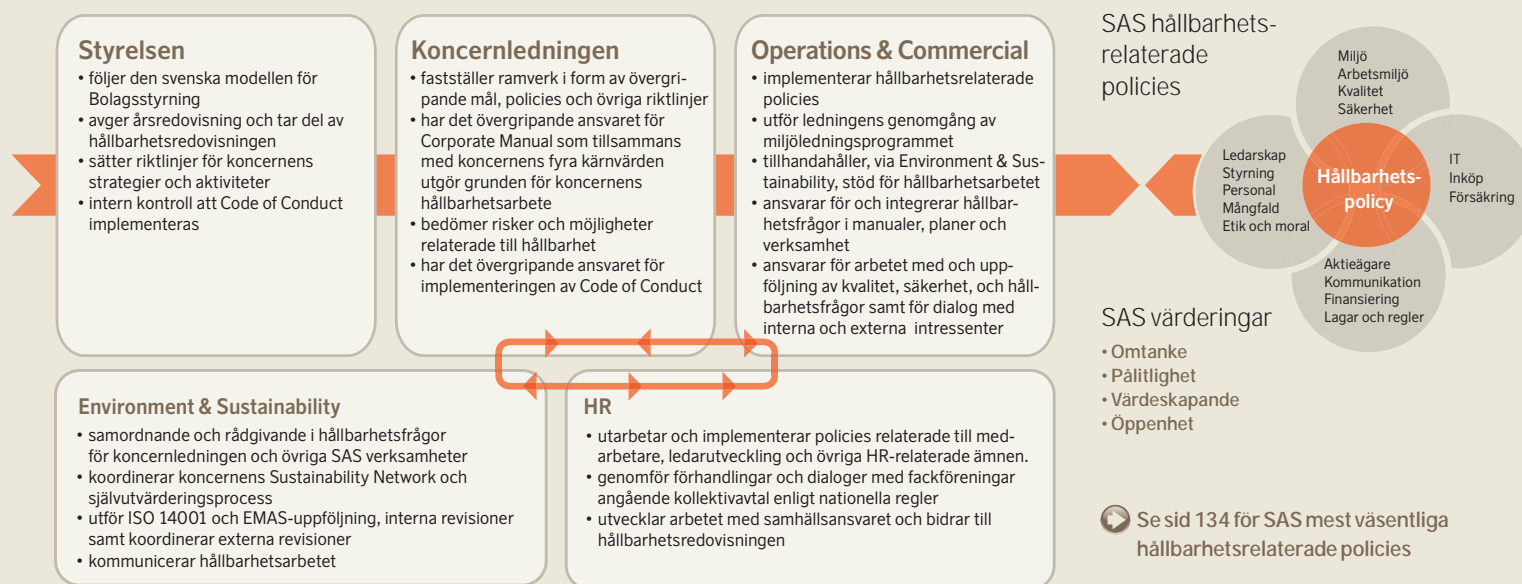 Styrelsen
• följer den svenska modellen för
Bolagsstyrning
• avger årsredovisning och tar del av
hållbarhetsredovisningen
• sätter riktlinjer för koncernens
strategier och aktiviteter
• intern kontroll att Code of Conduct
implementeras
Koncernledningen
• fastställer ramverk i form av övergri-
pande mål, policies och övriga riktlinjer
• har det övergripande ansvaret för
Corporate Manual som tillsammans
med koncernens fyra kärnvärden
utgör grunden för koncernens
hållbarhetsarbete
• bedömer risker och möjligheter
relaterade till hållbarhet
• har det övergripande ansvaret för
implementeringen av Code of Conduct
Operations & Commercial
• implementerar hållbarhetsrelaterade
policies
• utför ledningens genomgång av
miljöledningsprogrammet
• tillhandahåller, via Environment & Sus-
tainability, stöd för hållbarhetsarbetet
• ansvarar för och integrerar hållbar-
hetsfrågor i manualer, planer och
verksamhet
• ansvarar för arbetet med och upp-
följning av kvalitet, säkerhet, och håll-
barhetsfrågor samt för dialog med
interna och externa intressenter
Environment & Sustainability
• samordnande och rådgivande i hållbarhetsfrågor
för koncernledningen och övriga SAS verksamheter
• koordinerar koncernens Sustainability Network och
självutvärderingsprocess
• utför ISO 14001 och EMAS-uppföljning, interna revisioner
samt koordinerar externa revisioner
• kommunicerar hållbarhetsarbetet
HR
• utarbetar och implementerar policies relaterade till med-
arbetare, ledarutveckling och övriga HR-relaterade ämnen.
• genomför förhandlingar och dialoger med fackföreningar
angående kollektivavtal enligt nationella regler
• utvecklar arbetet med samhällsansvaret och bidrar till
hållbarhetsredovisningen
SAS hållbarhets-
relaterade
policies
Miljö
Arbetsmiljö
Kvalitet
Säkerhet
Ledarskap
Styrning
Personal
Mångfald
Etik och moral
Hållbarhets-
policy
IT
Inköp
Försäkring
Aktieägare
Kommunikation
Finansiering
Lagar och regler
SAS värderingar
• Omtanke
• Pålitlighet
• Värdeskapande
• Öppenhet
Se sid 134 för SAS mest väsentliga
hållbarhetsrelaterade policies